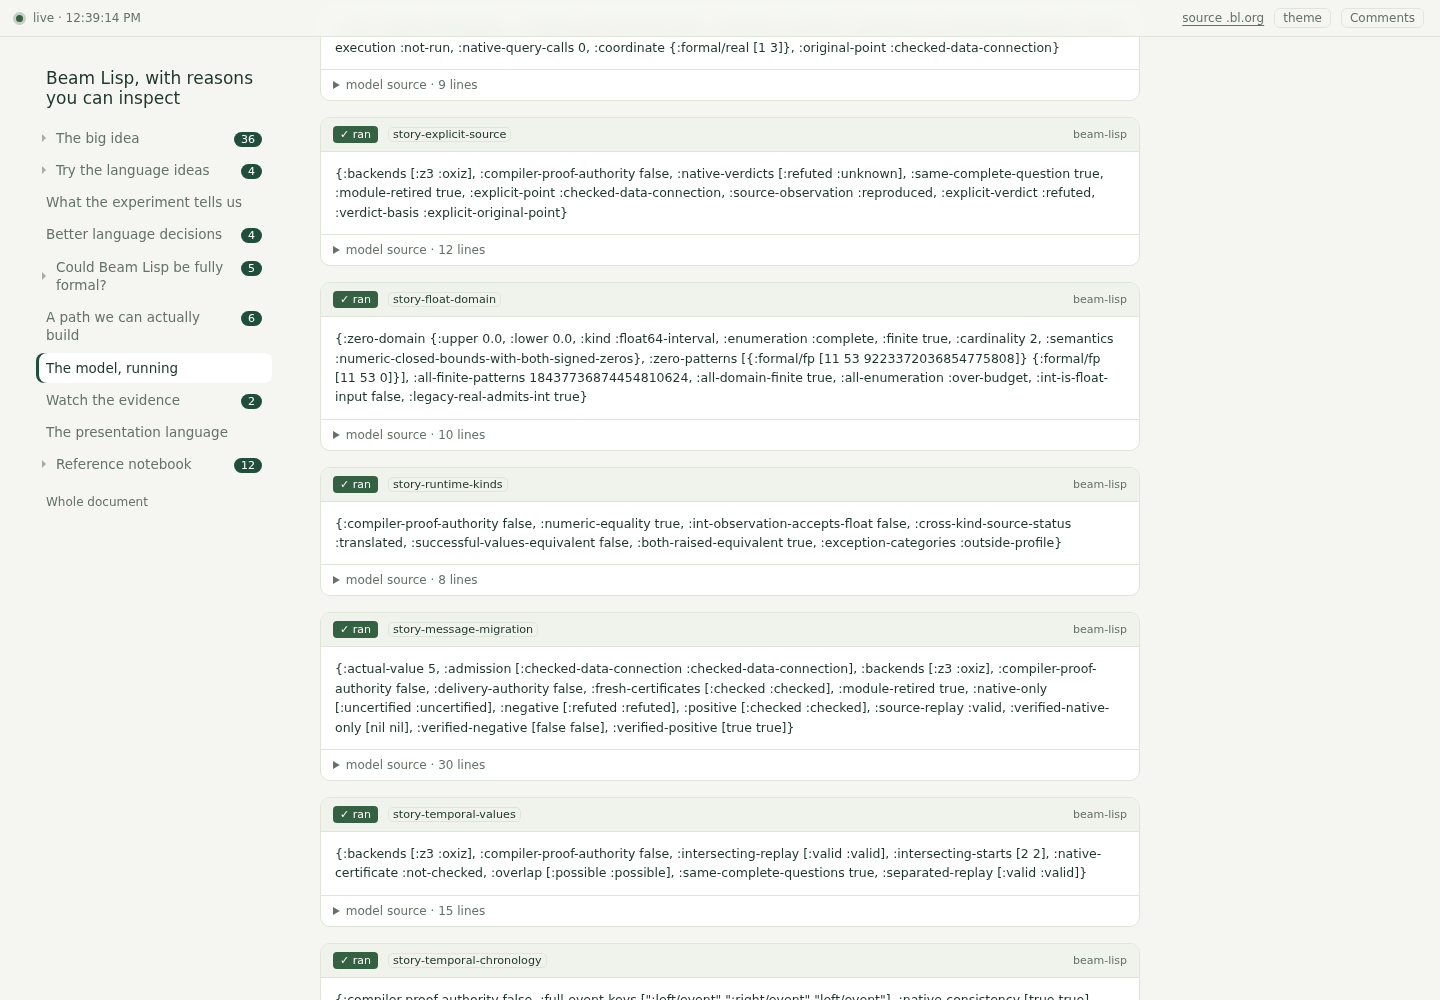 live · 12:39:14 PM
source .bl.org
theme
Comments
Beam Lisp, with reasons
you can inspect
The big idea
36
Try the language ideas
4
What the experiment tells us
Better language decisions
4
Could Beam Lisp be fully
formal?
5
A path we can actually
build
6
The model, running
Watch the evidence
2
The presentation language
Reference notebook
12
Whole document
execution :not-run, :native-query-calls 0, :coordinate {:formal/real [1 3]}, :original-point :checked-data-connection}
model source · 9 lines
✓ ran
story-explicit-source
beam-lisp
{:backends [:z3 :oxiz], :compiler-proof-authority false, :native-verdicts [:refuted :unknown], :same-complete-question true,
:module-retired true, :explicit-point :checked-data-connection, :source-observation :reproduced, :explicit-verdict :refuted,
:verdict-basis :explicit-original-point}
model source · 12 lines
✓ ran
story-float-domain
beam-lisp
{:zero-domain {:upper 0.0, :lower 0.0, :kind :float64-interval, :enumeration :complete, :finite true, :cardinality 2, :semantics
:numeric-closed-bounds-with-both-signed-zeros}, :zero-patterns [{:formal/fp [11 53 9223372036854775808]} {:formal/fp
[11 53 0]}], :all-finite-patterns 18437736874454810624, :all-domain-finite true, :all-enumeration :over-budget, :int-is-float-
input false, :legacy-real-admits-int true}
model source · 10 lines
✓ ran
story-runtime-kinds
beam-lisp
{:compiler-proof-authority false, :numeric-equality true, :int-observation-accepts-float false, :cross-kind-source-status
:translated, :successful-values-equivalent false, :both-raised-equivalent true, :exception-categories :outside-profile}
model source · 8 lines
✓ ran
story-message-migration
beam-lisp
{:actual-value 5, :admission [:checked-data-connection :checked-data-connection], :backends [:z3 :oxiz], :compiler-proof-
authority false, :delivery-authority false, :fresh-certificates [:checked :checked], :module-retired true, :native-only
[:uncertified :uncertified], :negative [:refuted :refuted], :positive [:checked :checked], :source-replay :valid, :verified-native-
only [nil nil], :verified-negative [false false], :verified-positive [true true]}
model source · 30 lines
✓ ran
story-temporal-values
beam-lisp
{:backends [:z3 :oxiz], :compiler-proof-authority false, :intersecting-replay [:valid :valid], :intersecting-starts [2 2], :native-
certificate :not-checked, :overlap [:possible :possible], :same-complete-questions true, :separated-replay [:valid :valid]}
model source · 15 lines
✓ ran
story-temporal-chronology
beam-lisp
{:compiler-proof-authority false, :full-event-keys [":left/event" ":right/event" "left/event"], :native-consistency [true true],